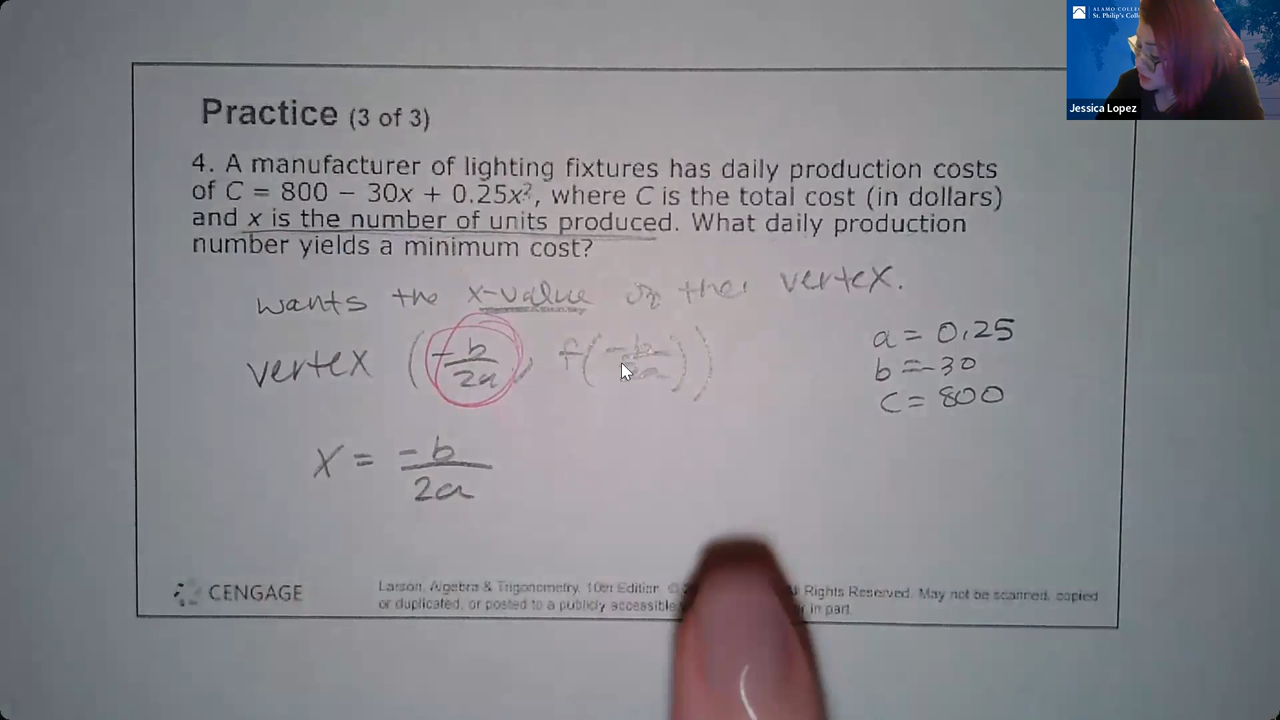 ALAMO COLLE
St. Philip's Coll
Jessica Lopez
Practice (3 of 3)
4. A manufacturer of lighting fixtures has daily production costs
of C = 800 − 30x + 0.25x², where C is the total cost (in dollars)
and x is the number of units produced. What daily production
number yields a minimum cost?
wants the x-value of the vertex.
vertex (-b/2a, f(-b/2a))
a = 0.25
b = -30
c = 800
x = -b/2a
CENGAGE
Larson, Algebra & Trigonometry, 10th Edition. © Rights Reserved. May not be scanned, copied
or duplicated, or posted to a publicly accessible in part.